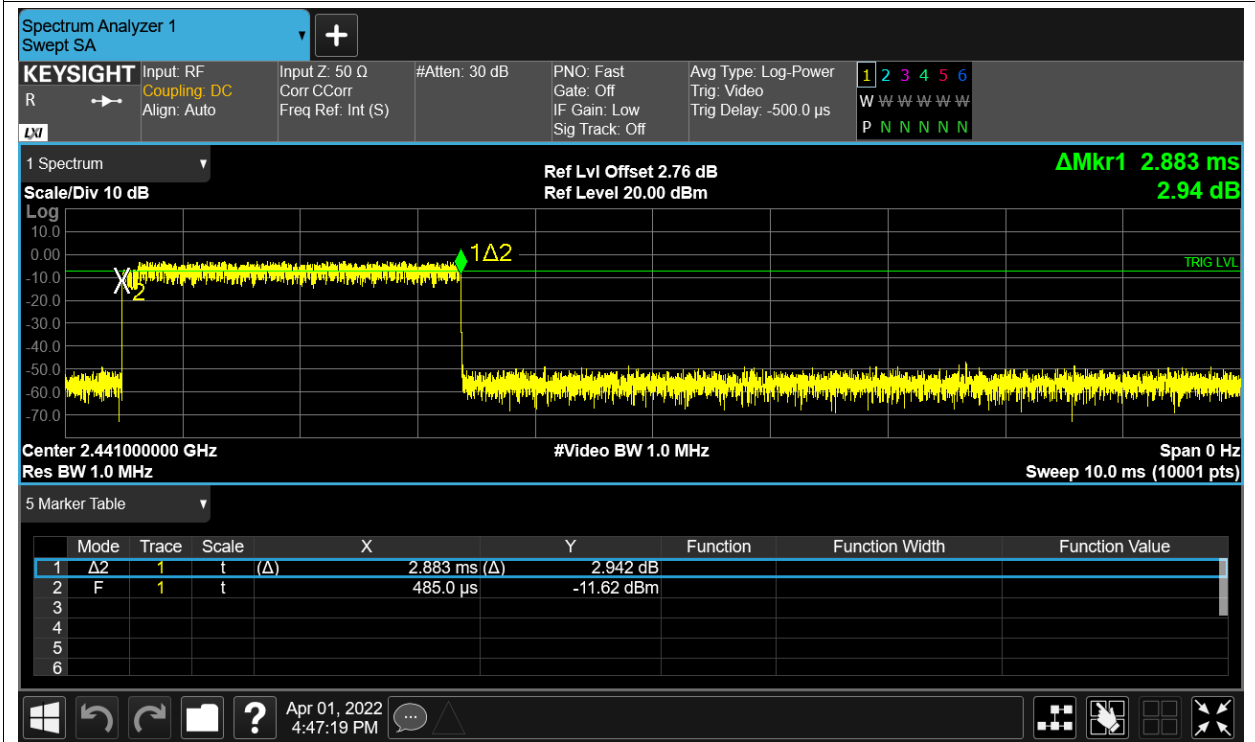 Spectrum Analyzer 1
Swept SA
KEYSIGHT Input: RF Input Z: 50 Ω #Atten: 30 dB PNO: Fast Avg Type: Log-Power 1 2 3 4 5 6
R Coupling: DC Corr CCorr Gate: Off Trig: Video W W W W W W
Align: Auto Freq Ref: Int (S) IF Gain: Low Trig Delay: -500.0 µs
LXI Sig Track: Off P N N N N N
1 Spectrum Ref Lvl Offset 2.76 dB ΔMkr1 2.883 ms
Scale/Div 10 dB Ref Level 20.00 dBm 2.94 dB
Log
10.0
0.00 1Δ2
TRIG LVL
-10.0
2
-20.0
-30.0
-40.0
-50.0
-60.0
-70.0
Center 2.441000000 GHz #Video BW 1.0 MHz Span 0 Hz
Res BW 1.0 MHz Sweep 10.0 ms (10001 pts)
5 Marker Table
Mode Trace Scale X Y Function Function Width Function Value
1 Δ2 1 t (Δ) 2.883 ms (Δ) 2.942 dB
2 F 1 t 485.0 µs -11.62 dBm
3
4
5
6
? Apr 01, 2022
4:47:19 PM